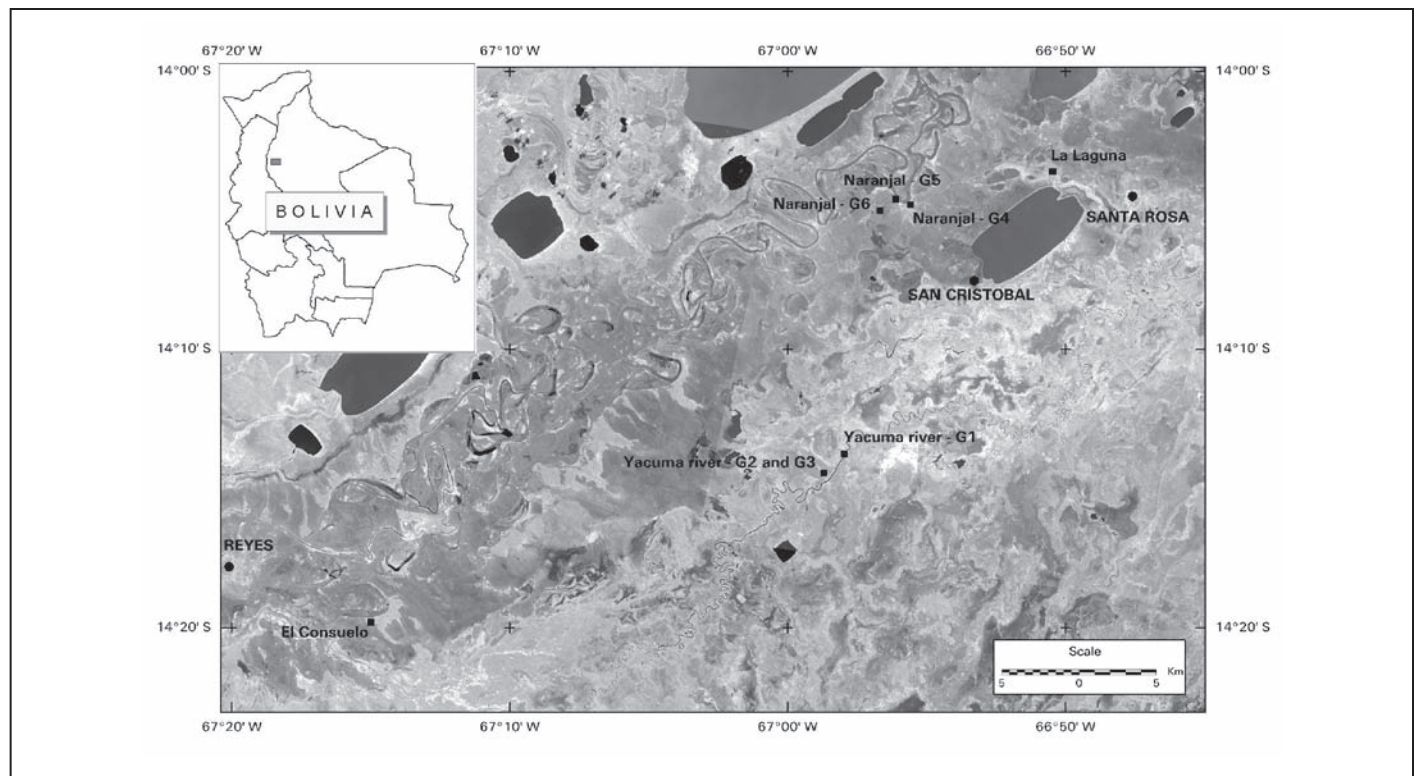 67°20' W
67°10' W
67°00' W
66°50' W
14°00' S
14°00' S
BOLIVIA
La Laguna
Naranjal - G5
Naranjal - G6
Naranjal - G4
SANTA ROSA
SAN CRISTOBAL
14°10' S
14°10' S
Yacuma river - G1
Yacuma river - G2 and G3
REYES
El Consuelo
14°20' S
14°20' S
Scale
Km
5 0 5
67°20' W
67°10' W
67°00' W
66°50' W